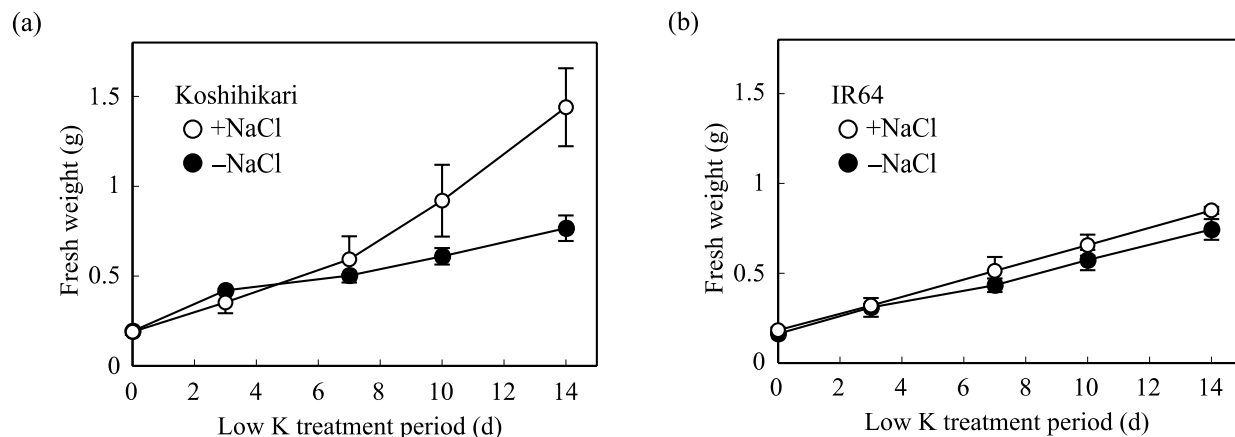 (a)
Koshihikari
+NaCl
–NaCl
Fresh weight (g)
1.5
1
0.5
0
0 2 4 6 8 10 12 14
Low K treatment period (d)
(b)
IR64
+NaCl
–NaCl
Fresh weight (g)
1.5
1
0.5
0
0 2 4 6 8 10 12 14
Low K treatment period (d)